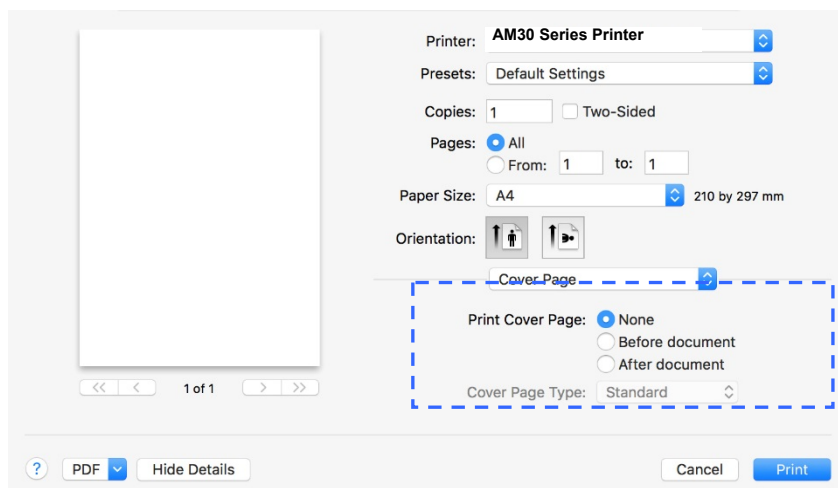 Printer: AM30 Series Printer
Presets: Default Settings
Copies: 1 Two-Sided
Pages: All
From: 1 to: 1
Paper Size: A4 210 by 297 mm
Orientation:
Cover Page
Print Cover Page: None
Before document
After document
Cover Page Type: Standard
<< < 1 of 1 > >>
? PDF Hide Details Cancel Print